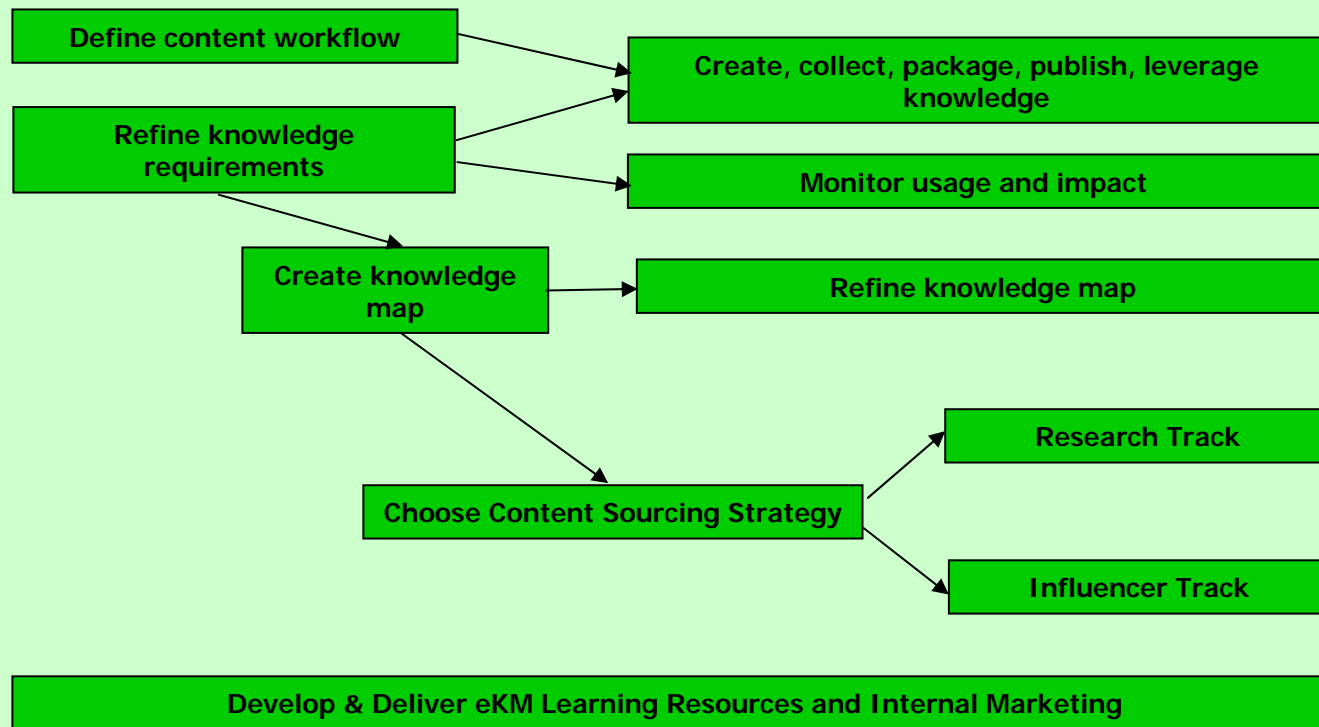 Define content workflow
Create, collect, package, publish, leverage
knowledge
Refine knowledge
requirements
Monitor usage and impact
Create knowledge
map
Refine knowledge map
Research Track
Choose Content Sourcing Strategy
Influencer Track
Develop & Deliver eKM Learning Resources and Internal Marketing